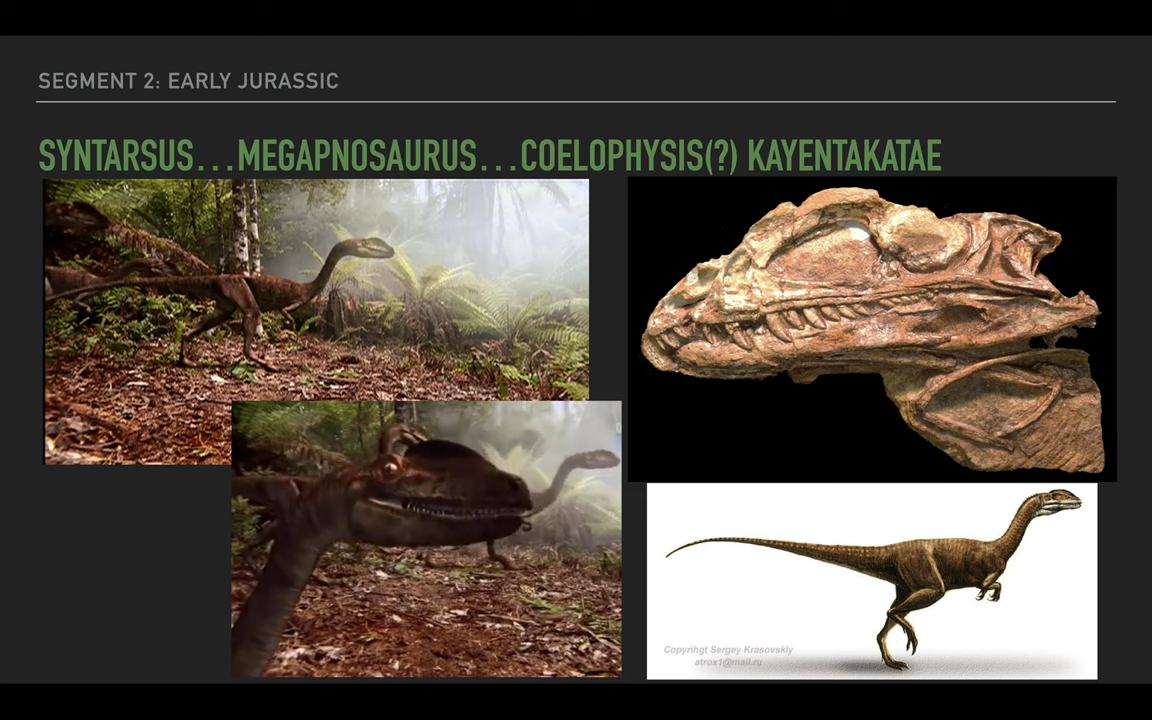 SEGMENT 2: EARLY JURASSIC
SYNTARSUS...MEGAPNOSAURUS...COELOPHYSIS(?) KAYENTAKATAE
Copyrihgt Sergey Krasovskiy
atrox1@mail.ru